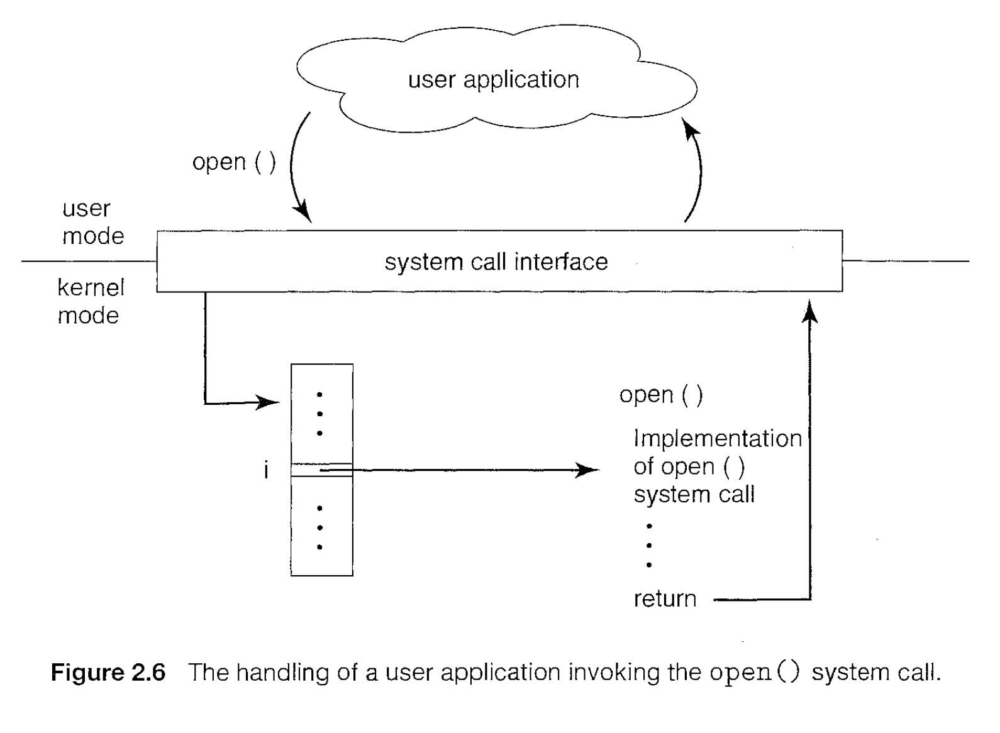 user application
open ( )
user
mode
system call interface
kernel
mode
open ( )
i
Implementation
of open ( )
system call
return
Figure 2.6 The handling of a user application invoking the open() system call.